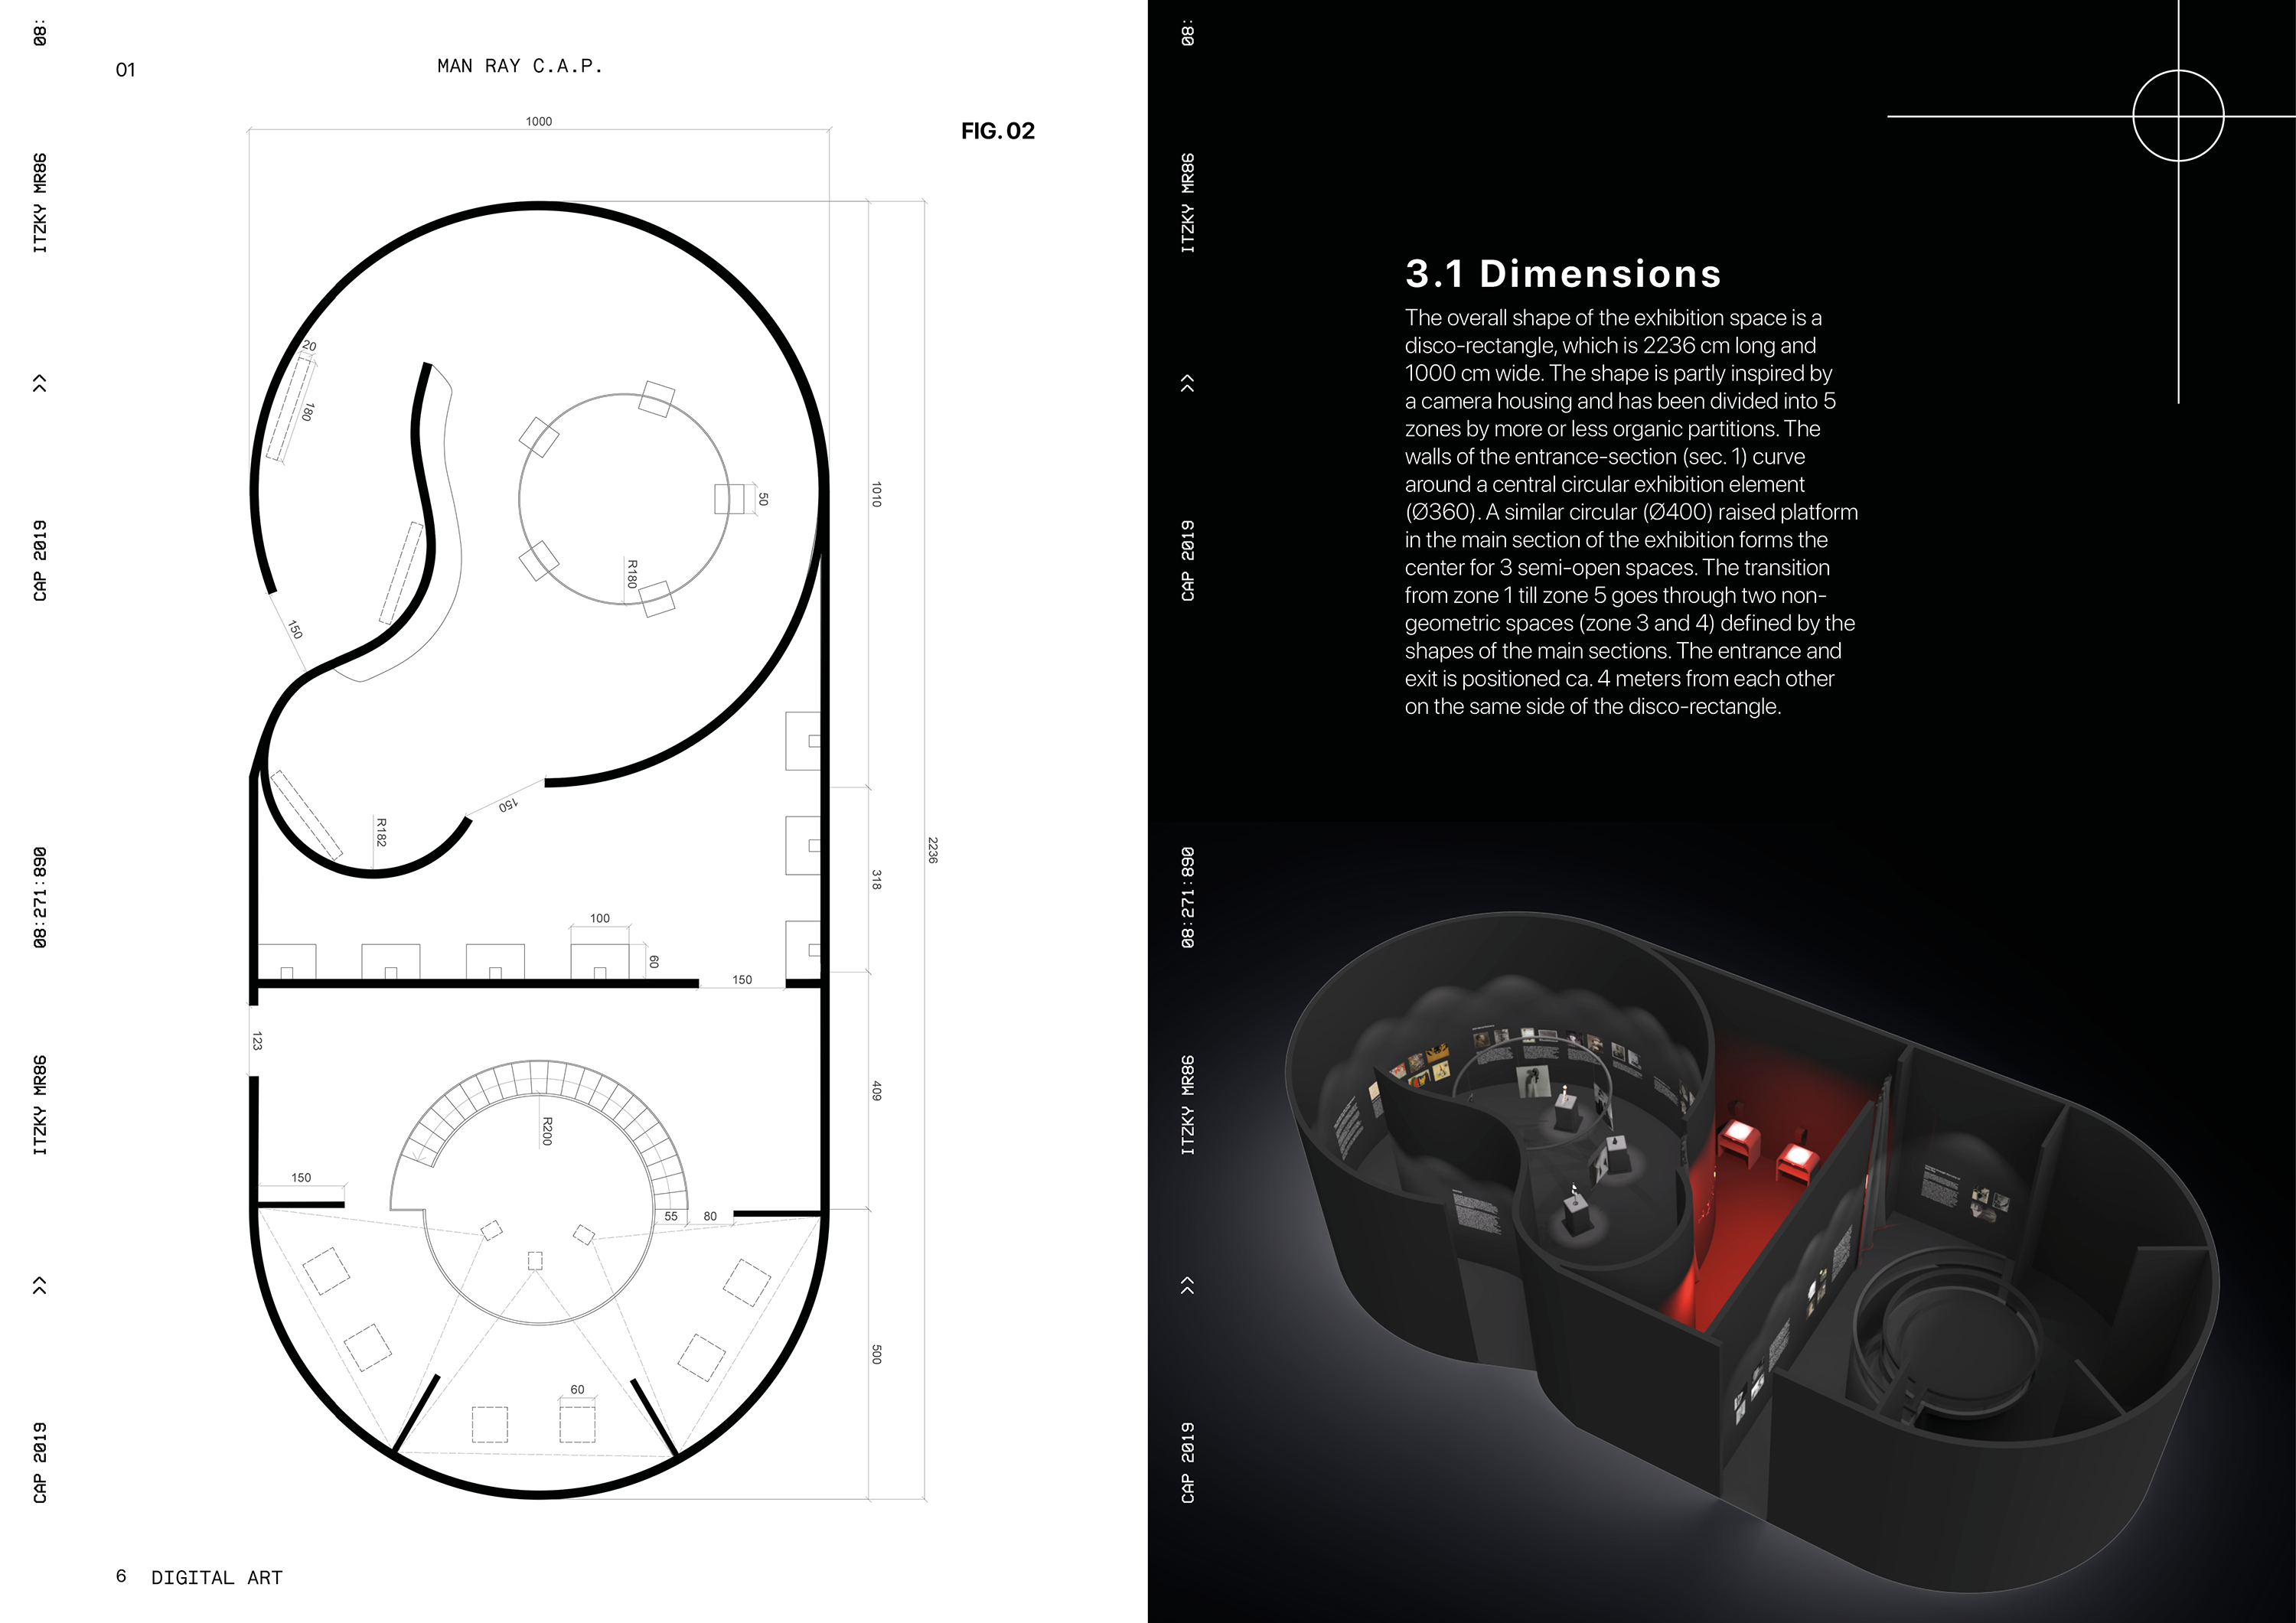 08:
ITZKY MR86
>>
CAP 2019
08:271:890
ITZKY MR86
>>
CAP 2019
01
MAN RAY C.A.P.
FIG. 02
1000
20
180
50
1010
R180
150
150
R182
2236
318
100
60
150
123
409
R200
150
55
80
500
60
6 DIGITAL ART
08:
ITZKY MR86
>>
CAP 2019
08:271:890
ITZKY MR86
>>
CAP 2019
3.1 Dimensions
The overall shape of the exhibition space is a
disco-rectangle, which is 2236 cm long and
1000 cm wide. The shape is partly inspired by
a camera housing and has been divided into 5
zones by more or less organic partitions. The
walls of the entrance-section (sec. 1) curve
around a central circular exhibition element
(Ø360). A similar circular (Ø400) raised platform
in the main section of the exhibition forms the
center for 3 semi-open spaces. The transition
from zone 1 till zone 5 goes through two non-
geometric spaces (zone 3 and 4) defined by the
shapes of the main sections. The entrance and
exit is positioned ca. 4 meters from each other
on the same side of the disco-rectangle.